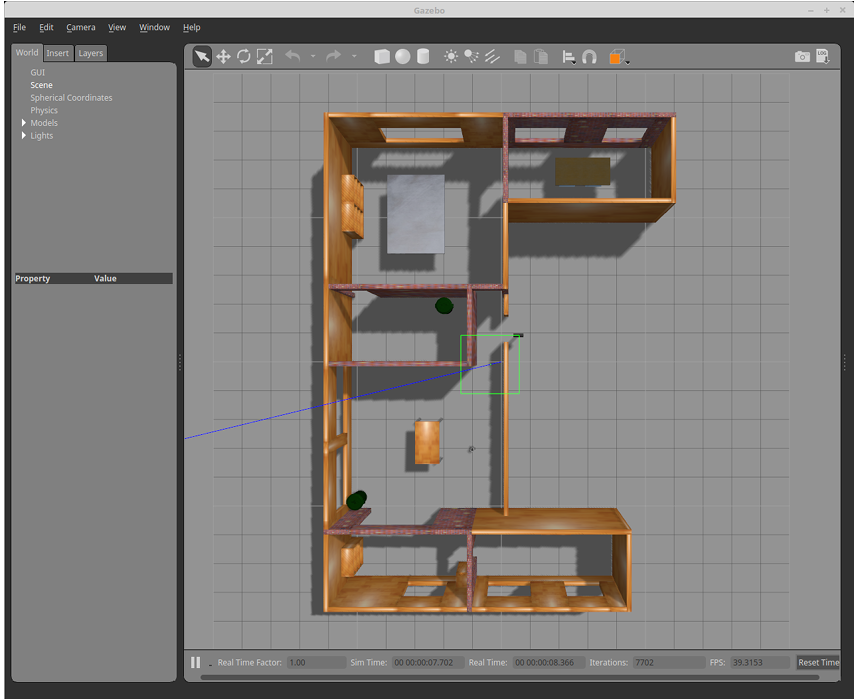 Gazebo
File Edit Camera View Window Help
World Insert Layers
GUI
Scene
Spherical Coordinates
Physics
Models
Lights
Property Value
Real Time Factor: 1.00 Sim Time: 00 00:00:07.702 Real Time: 00 00:00:08.366 Iterations: 7702 FPS: 39.3153 Reset Time